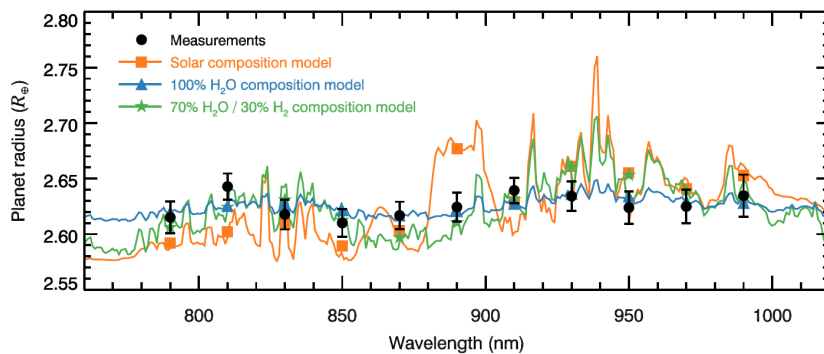 2.80
2.75
2.70
2.65
2.60
2.55
Planet radius (R⊕)
Measurements
Solar composition model
100% H₂O composition model
70% H₂O / 30% H₂ composition model
800 850 900 950 1000
Wavelength (nm)